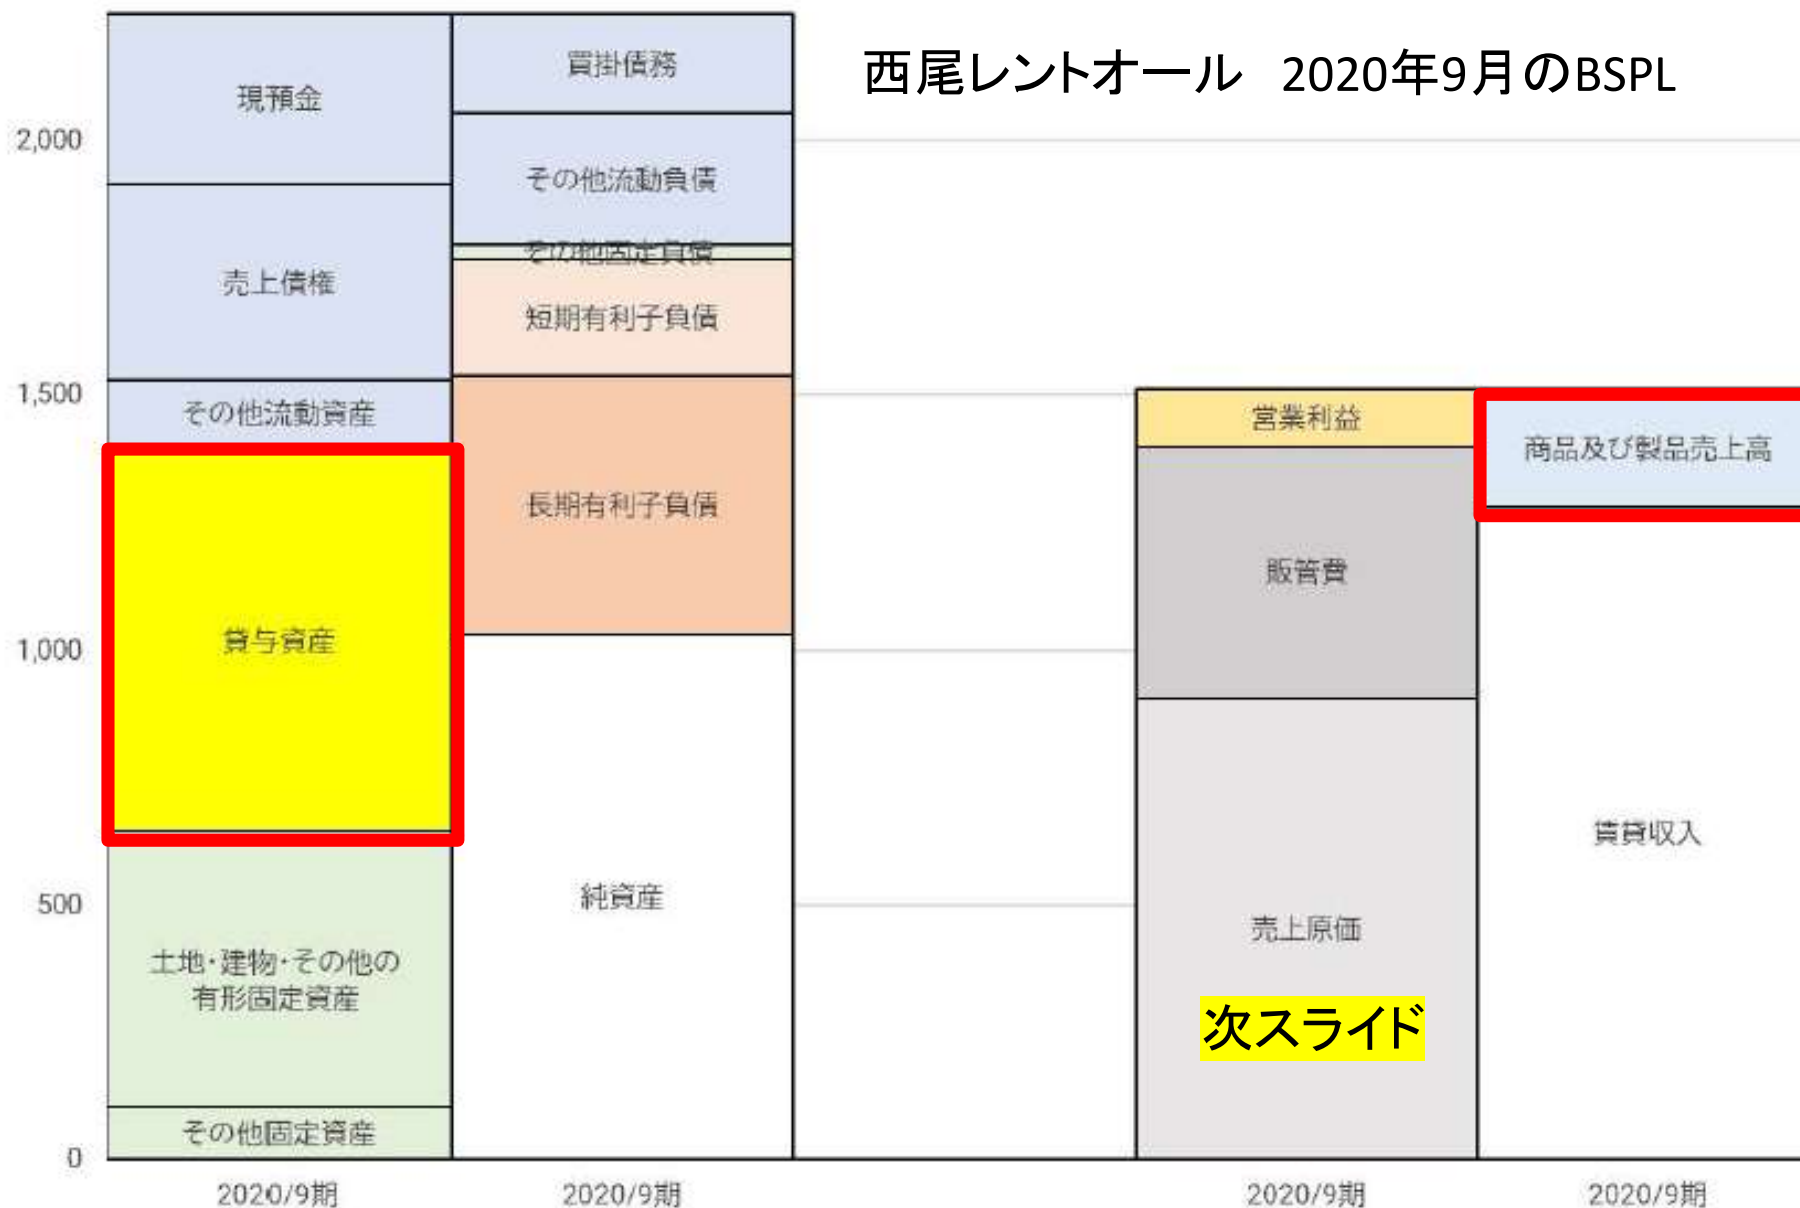 西尾レントオール 2020年9月のBSPL
2,000
1,500
1,000
500
0
現預金
売上債権
その他流動資産
貸与資産
土地・建物・その他の
有形固定資産
その他固定資産
買掛債務
その他流動負債
その他固定負債
短期有利子負債
長期有利子負債
純資産
営業利益
販管費
売上原価
次スライド
商品及び製品売上高
賃貸収入
2020/9期
2020/9期
2020/9期
2020/9期